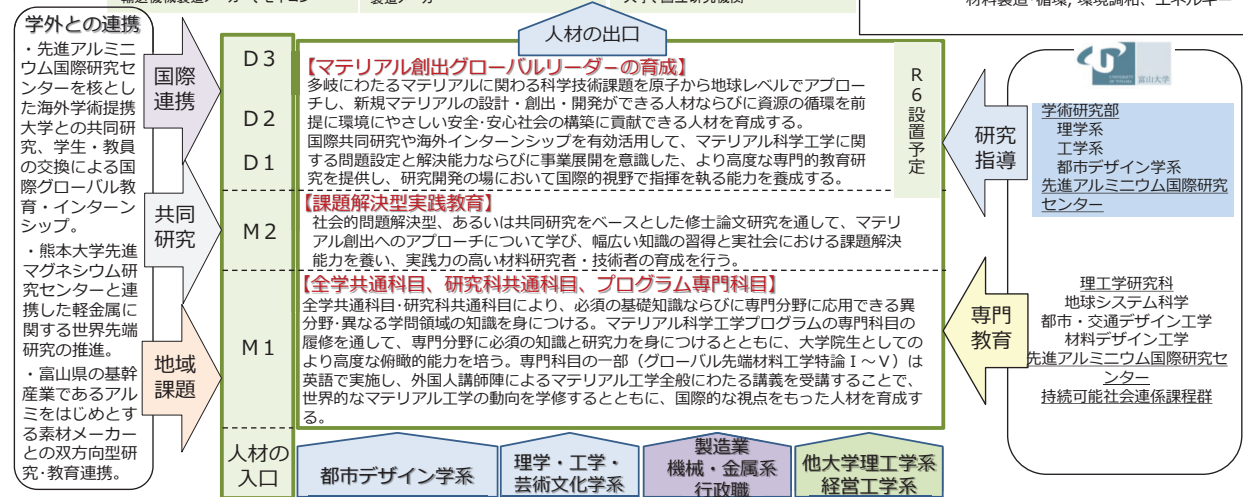 学外との連携
・先進アルミニ
ウム国際研究セ
ンターを核とし
た海外学術提携
大学との共同研
究、学生・教員
の交換による国
際グローバル教
育・インターン
シップ。
・熊本大学先進
マグネシウム研
究センターと連
携した軽金属に
関する世界先端
研究の推進。
・富山県の基幹
産業であるアル
ミをはじめとす
る素材メーカー
との双方向型研
究･教育連携。
国際
連携
共同
研究
地域
課題
D３
D２
D１
M２
M１
人材の
入口
人材の出口
【マテリアル創出グローバルリーダーの育成】
多岐にわたるマテリアルに関わる科学技術課題を原子から地球レベルでアプロー
チし、新規マテリアルの設計・創出・開発ができる人材ならびに資源の循環を前
提に環境にやさしい安全･安心社会の構築に貢献できる人材を育成する。
国際共同研究や海外インターンシップを有効活用して、マテリアル科学工学に関
する問題設定と解決能力ならびに事業展開を意識した、より高度な専門的教育研
究を提供し、研究開発の場において国際的視野で指揮を執る能力を養成する。
R
6
設
置
予
定
【課題解決型実践教育】
社会的問題解決型、あるいは共同研究をベースとした修士論文研究を通して、マテリ
アル創出へのアプローチについて学び、幅広い知識の習得と実社会における課題解決
能力を養い、実践力の高い材料研究者・技術者の育成を行う。
【全学共通科目、研究科共通科目、プログラム専門科目】
全学共通科目･研究科共通科目により、必須の基礎知識ならびに専門分野に応用できる異
分野･異なる学問領域の知識を身につける。マテリアル科学工学プログラムの専門科目の
履修を通して、専門分野に必須の知識と研究力を身につけるとともに、大学院生としての
より高度な俯瞰的能力を培う。専門科目の一部（グローバル先端材料工学特論Ⅰ～Ⅴ）は
英語で実施し、外国人講師陣によるマテリアル工学全般にわたる講義を受講することで、
世界的なマテリアル工学の動向を学修するとともに、国際的な視点をもった人材を育成す
る。
都市デザイン学系
理学・工学・
芸術文化学系
製造業
機械・金属系
行政職
他大学理工学系
経営工学系
研究
指導
専門
教育
富山大学
学術研究部
理学系
工学系
都市デザイン学系
先進アルミニウム国際研究
センター
理工学研究科
地球システム科学
都市・交通デザイン工学
材料デザイン工学
先進アルミニウム国際研究セ
ンター
持続可能社会連係課程群